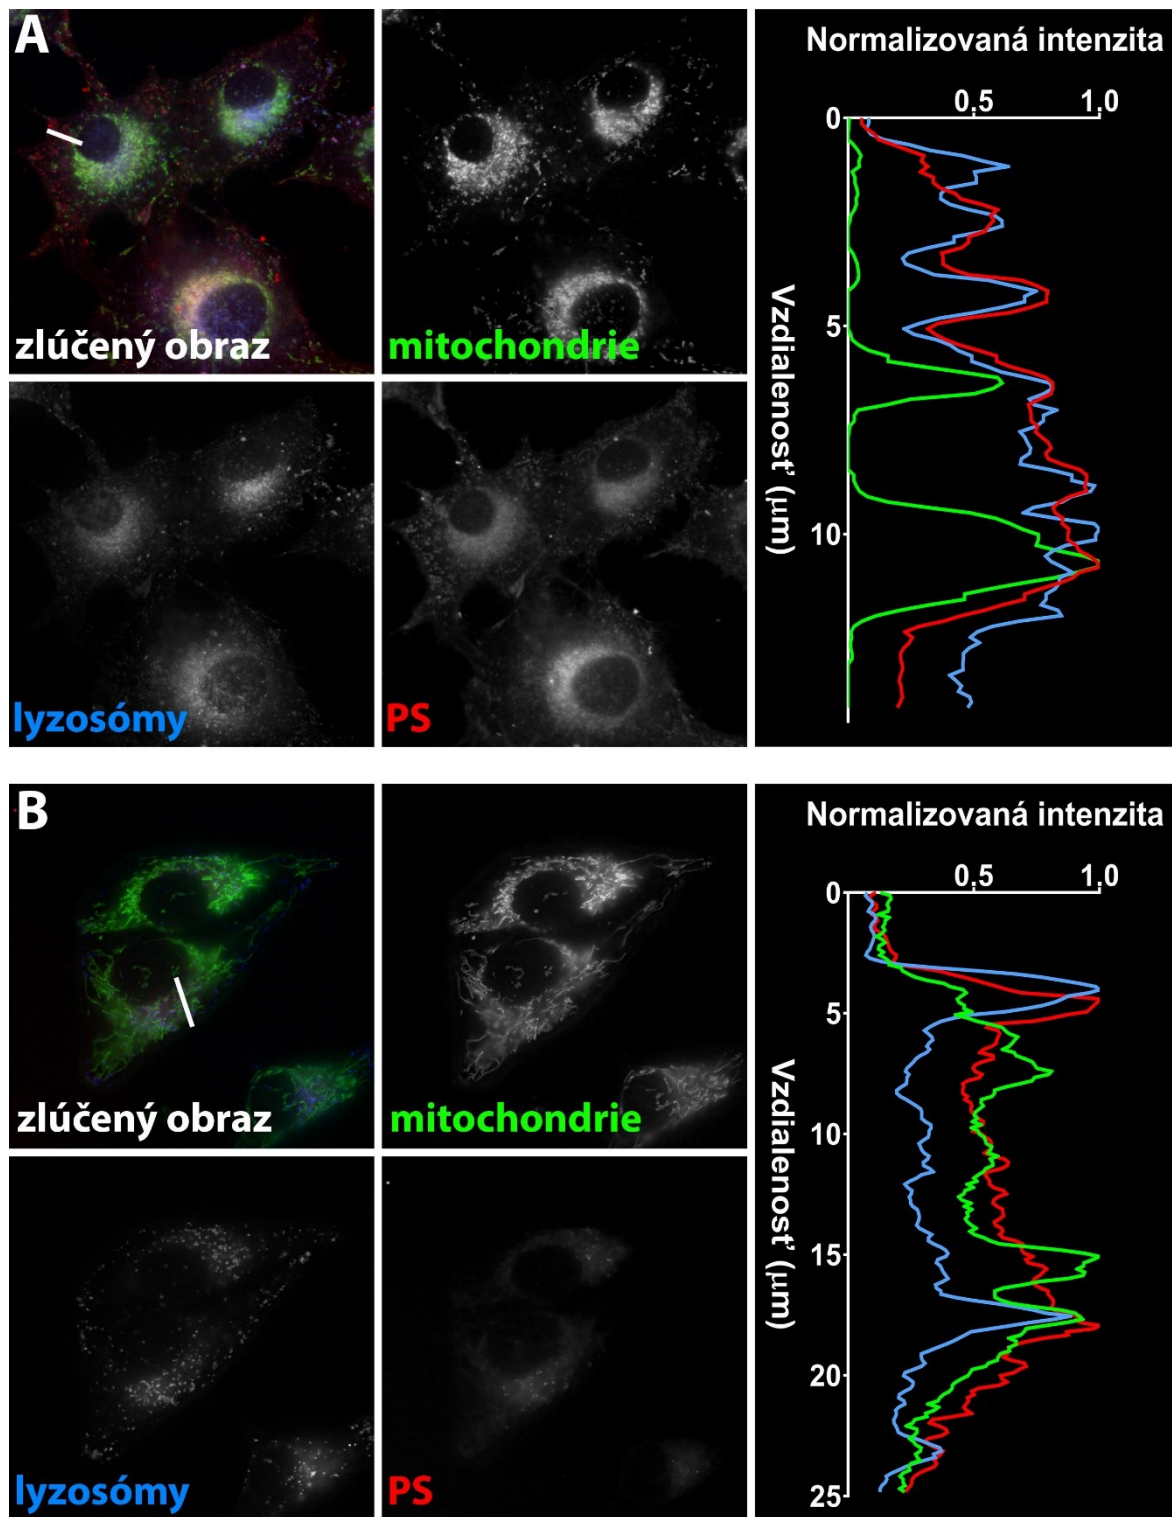 A
zlúčený obraz
mitochondrie
lyzosómy
PS
Normalizovaná intenzita
0.5 1.0
0
5
10
Vzdialenosť (μm)
B
zlúčený obraz
mitochondrie
lyzosómy
PS
Normalizovaná intenzita
0.5 1.0
0
5
10
15
20
25
Vzdialenosť (μm)